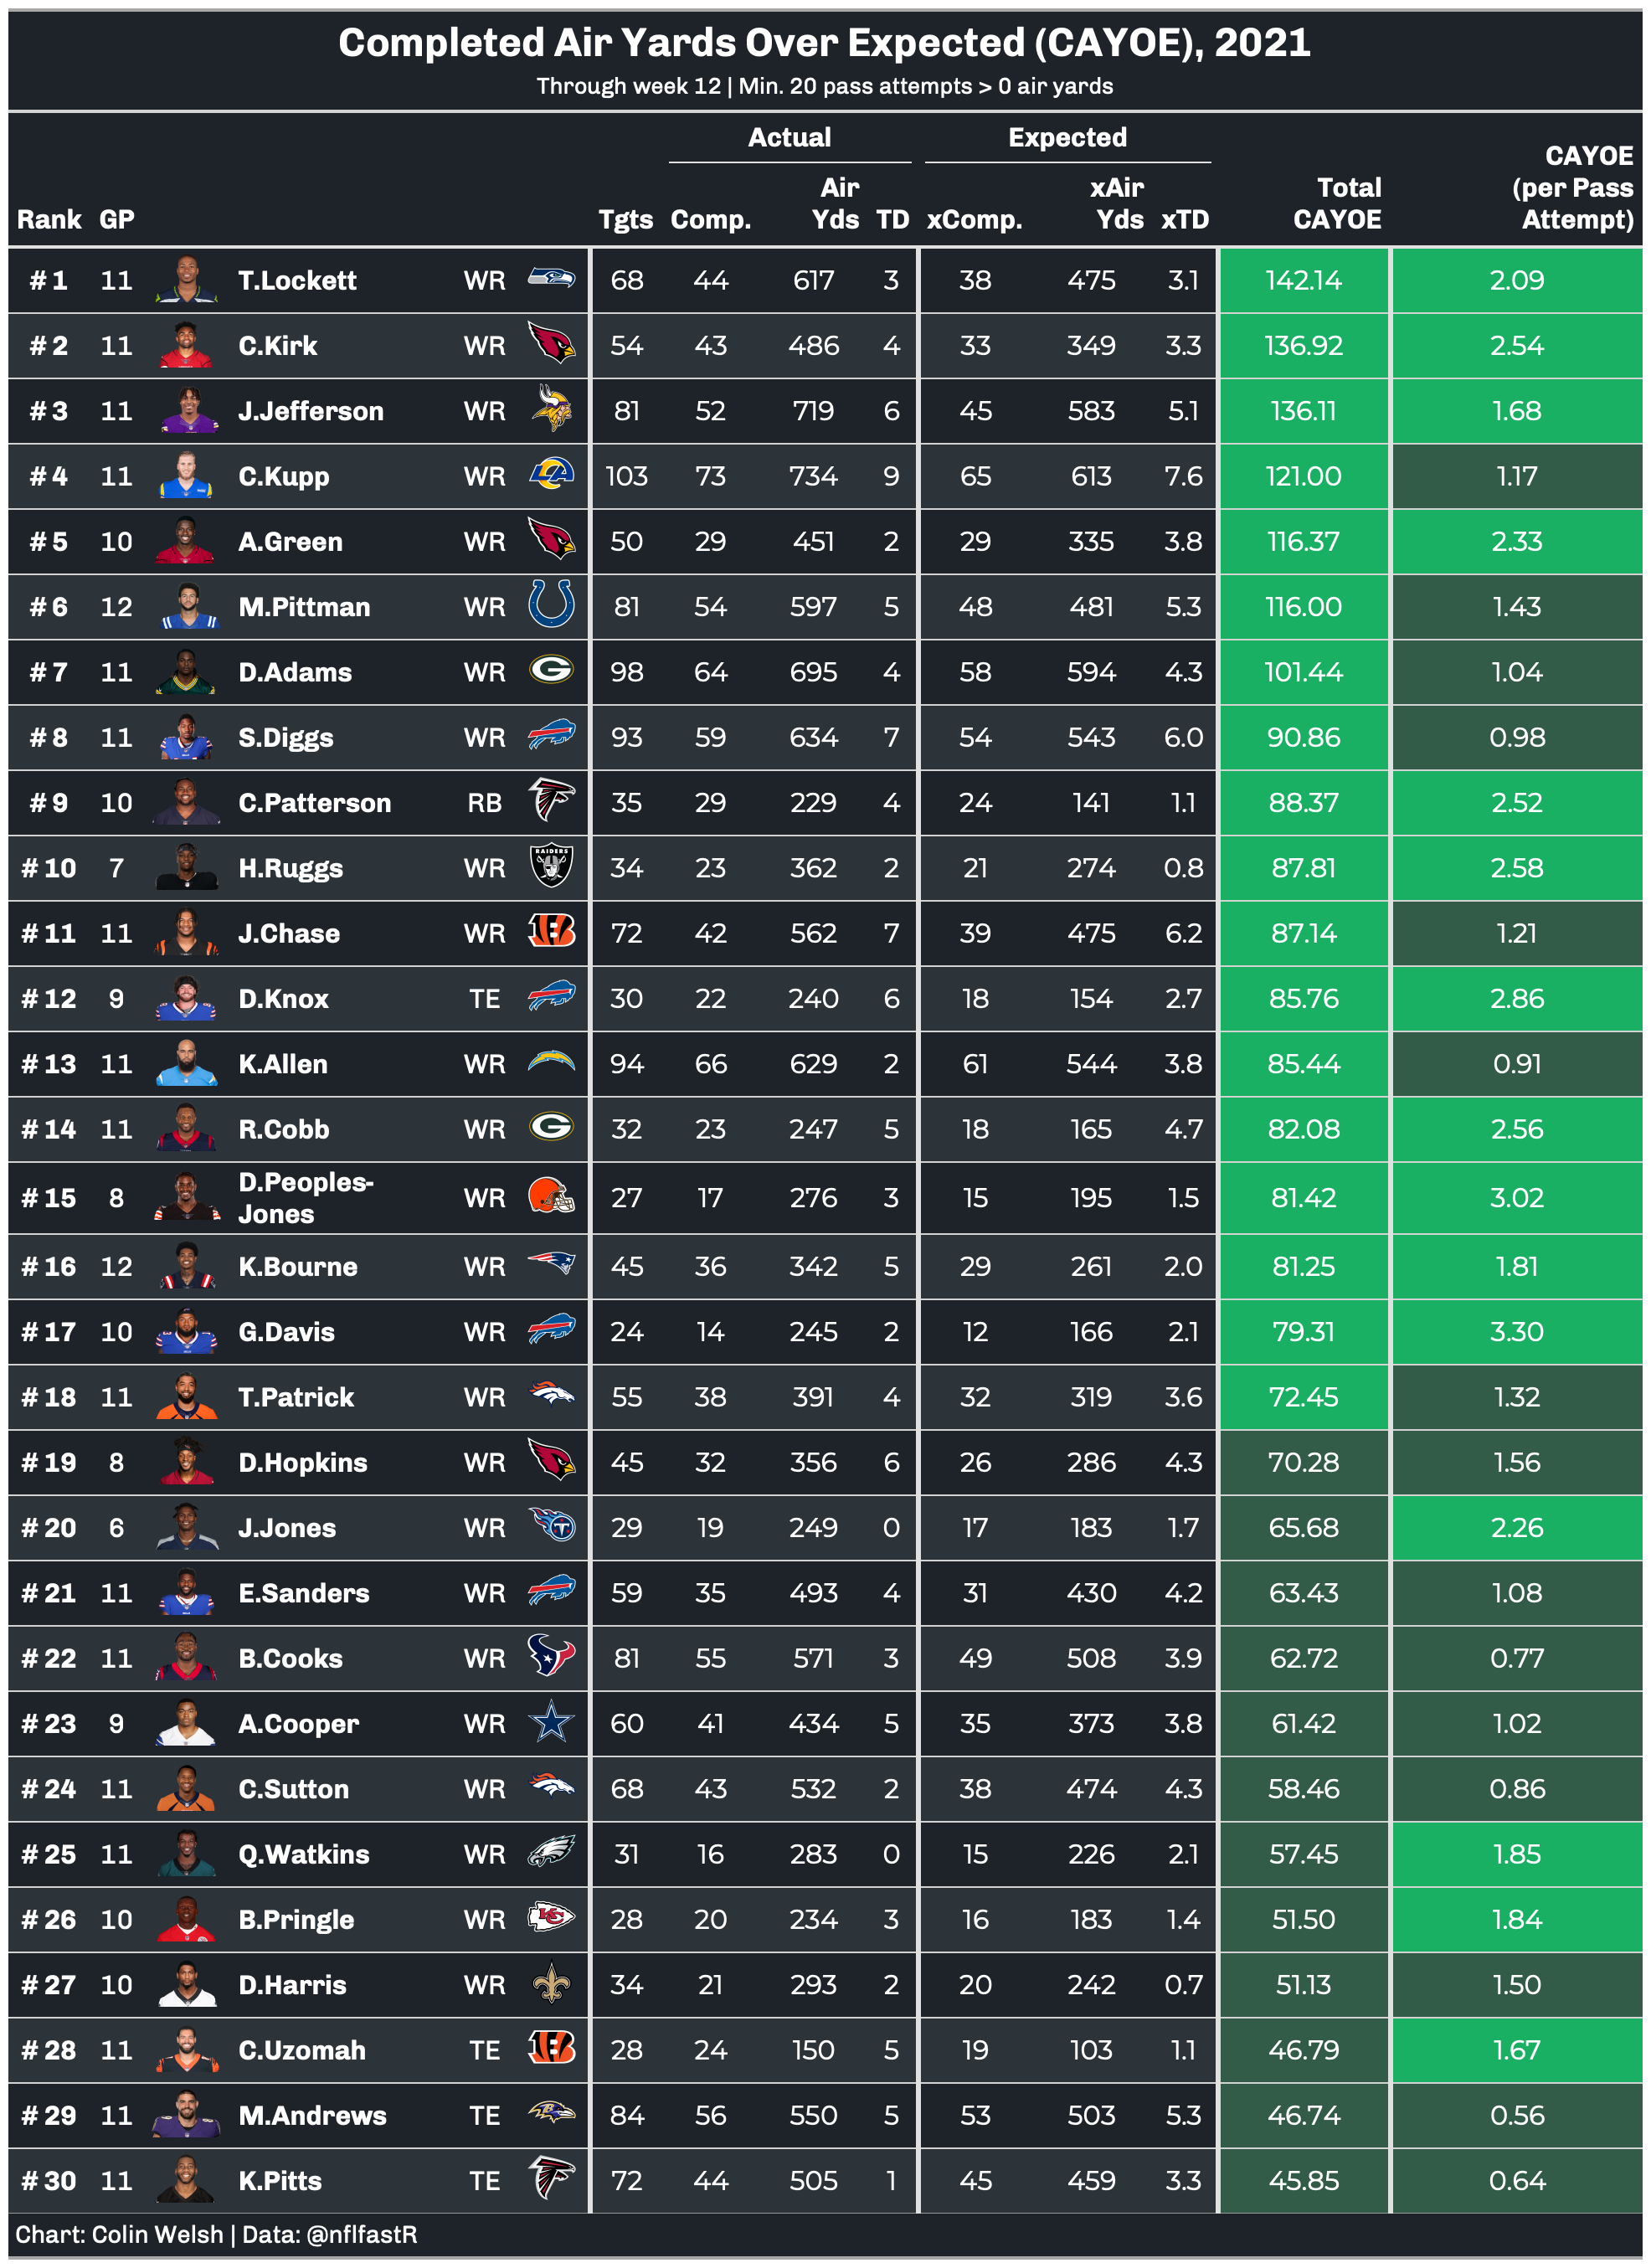 Completed Air Yards Over Expected (CAYOE), 2021
Through week 12 | Min. 20 pass attempts > 0 air yards
Actual Expected
Rank GP Tgts Comp. Air Yds TD xComp. xAir Yds xTD Total CAYOE CAYOE (per Pass Attempt)
# 1 11 T.Lockett WR 68 44 617 3 38 475 3.1 142.14 2.09
# 2 11 C.Kirk WR 54 43 486 4 33 349 3.3 136.92 2.54
# 3 11 J.Jefferson WR 81 52 719 6 45 583 5.1 136.11 1.68
# 4 11 C.Kupp WR 103 73 734 9 65 613 7.6 121.00 1.17
# 5 10 A.Green WR 50 29 451 2 29 335 3.8 116.37 2.33
# 6 12 M.Pittman WR 81 54 597 5 48 481 5.3 116.00 1.43
# 7 11 D.Adams WR 98 64 695 4 58 594 4.3 101.44 1.04
# 8 11 S.Diggs WR 93 59 634 7 54 543 6.0 90.86 0.98
# 9 10 C.Patterson RB 35 29 229 4 24 141 1.1 88.37 2.52
# 10 7 H.Ruggs WR RAIDERS 34 23 362 2 21 274 0.8 87.81 2.58
# 11 11 J.Chase WR 72 42 562 7 39 475 6.2 87.14 1.21
# 12 9 D.Knox TE 30 22 240 6 18 154 2.7 85.76 2.86
# 13 11 K.Allen WR 94 66 629 2 61 544 3.8 85.44 0.91
# 14 11 R.Cobb WR G 32 23 247 5 18 165 4.7 82.08 2.56
# 15 8 D.Peoples-Jones WR 27 17 276 3 15 195 1.5 81.42 3.02
# 16 12 K.Bourne WR 45 36 342 5 29 261 2.0 81.25 1.81
# 17 10 G.Davis WR 24 14 245 2 12 166 2.1 79.31 3.30
# 18 11 T.Patrick WR 55 38 391 4 32 319 3.6 72.45 1.32
# 19 8 D.Hopkins WR 45 32 356 6 26 286 4.3 70.28 1.56
# 20 6 J.Jones WR 29 19 249 0 17 183 1.7 65.68 2.26
# 21 11 E.Sanders WR 59 35 493 4 31 430 4.2 63.43 1.08
# 22 11 B.Cooks WR 81 55 571 3 49 508 3.9 62.72 0.77
# 23 9 A.Cooper WR 60 41 434 5 35 373 3.8 61.42 1.02
# 24 11 C.Sutton WR 68 43 532 2 38 474 4.3 58.46 0.86
# 25 11 Q.Watkins WR 31 16 283 0 15 226 2.1 57.45 1.85
# 26 10 B.Pringle WR KC 28 20 234 3 16 183 1.4 51.50 1.84
# 27 10 D.Harris WR 34 21 293 2 20 242 0.7 51.13 1.50
# 28 11 C.Uzomah TE 28 24 150 5 19 103 1.1 46.79 1.67
# 29 11 M.Andrews TE 84 56 550 5 53 503 5.3 46.74 0.56
# 30 11 K.Pitts TE 72 44 505 1 45 459 3.3 45.85 0.64
Chart: Colin Welsh | Data: @nflfastR